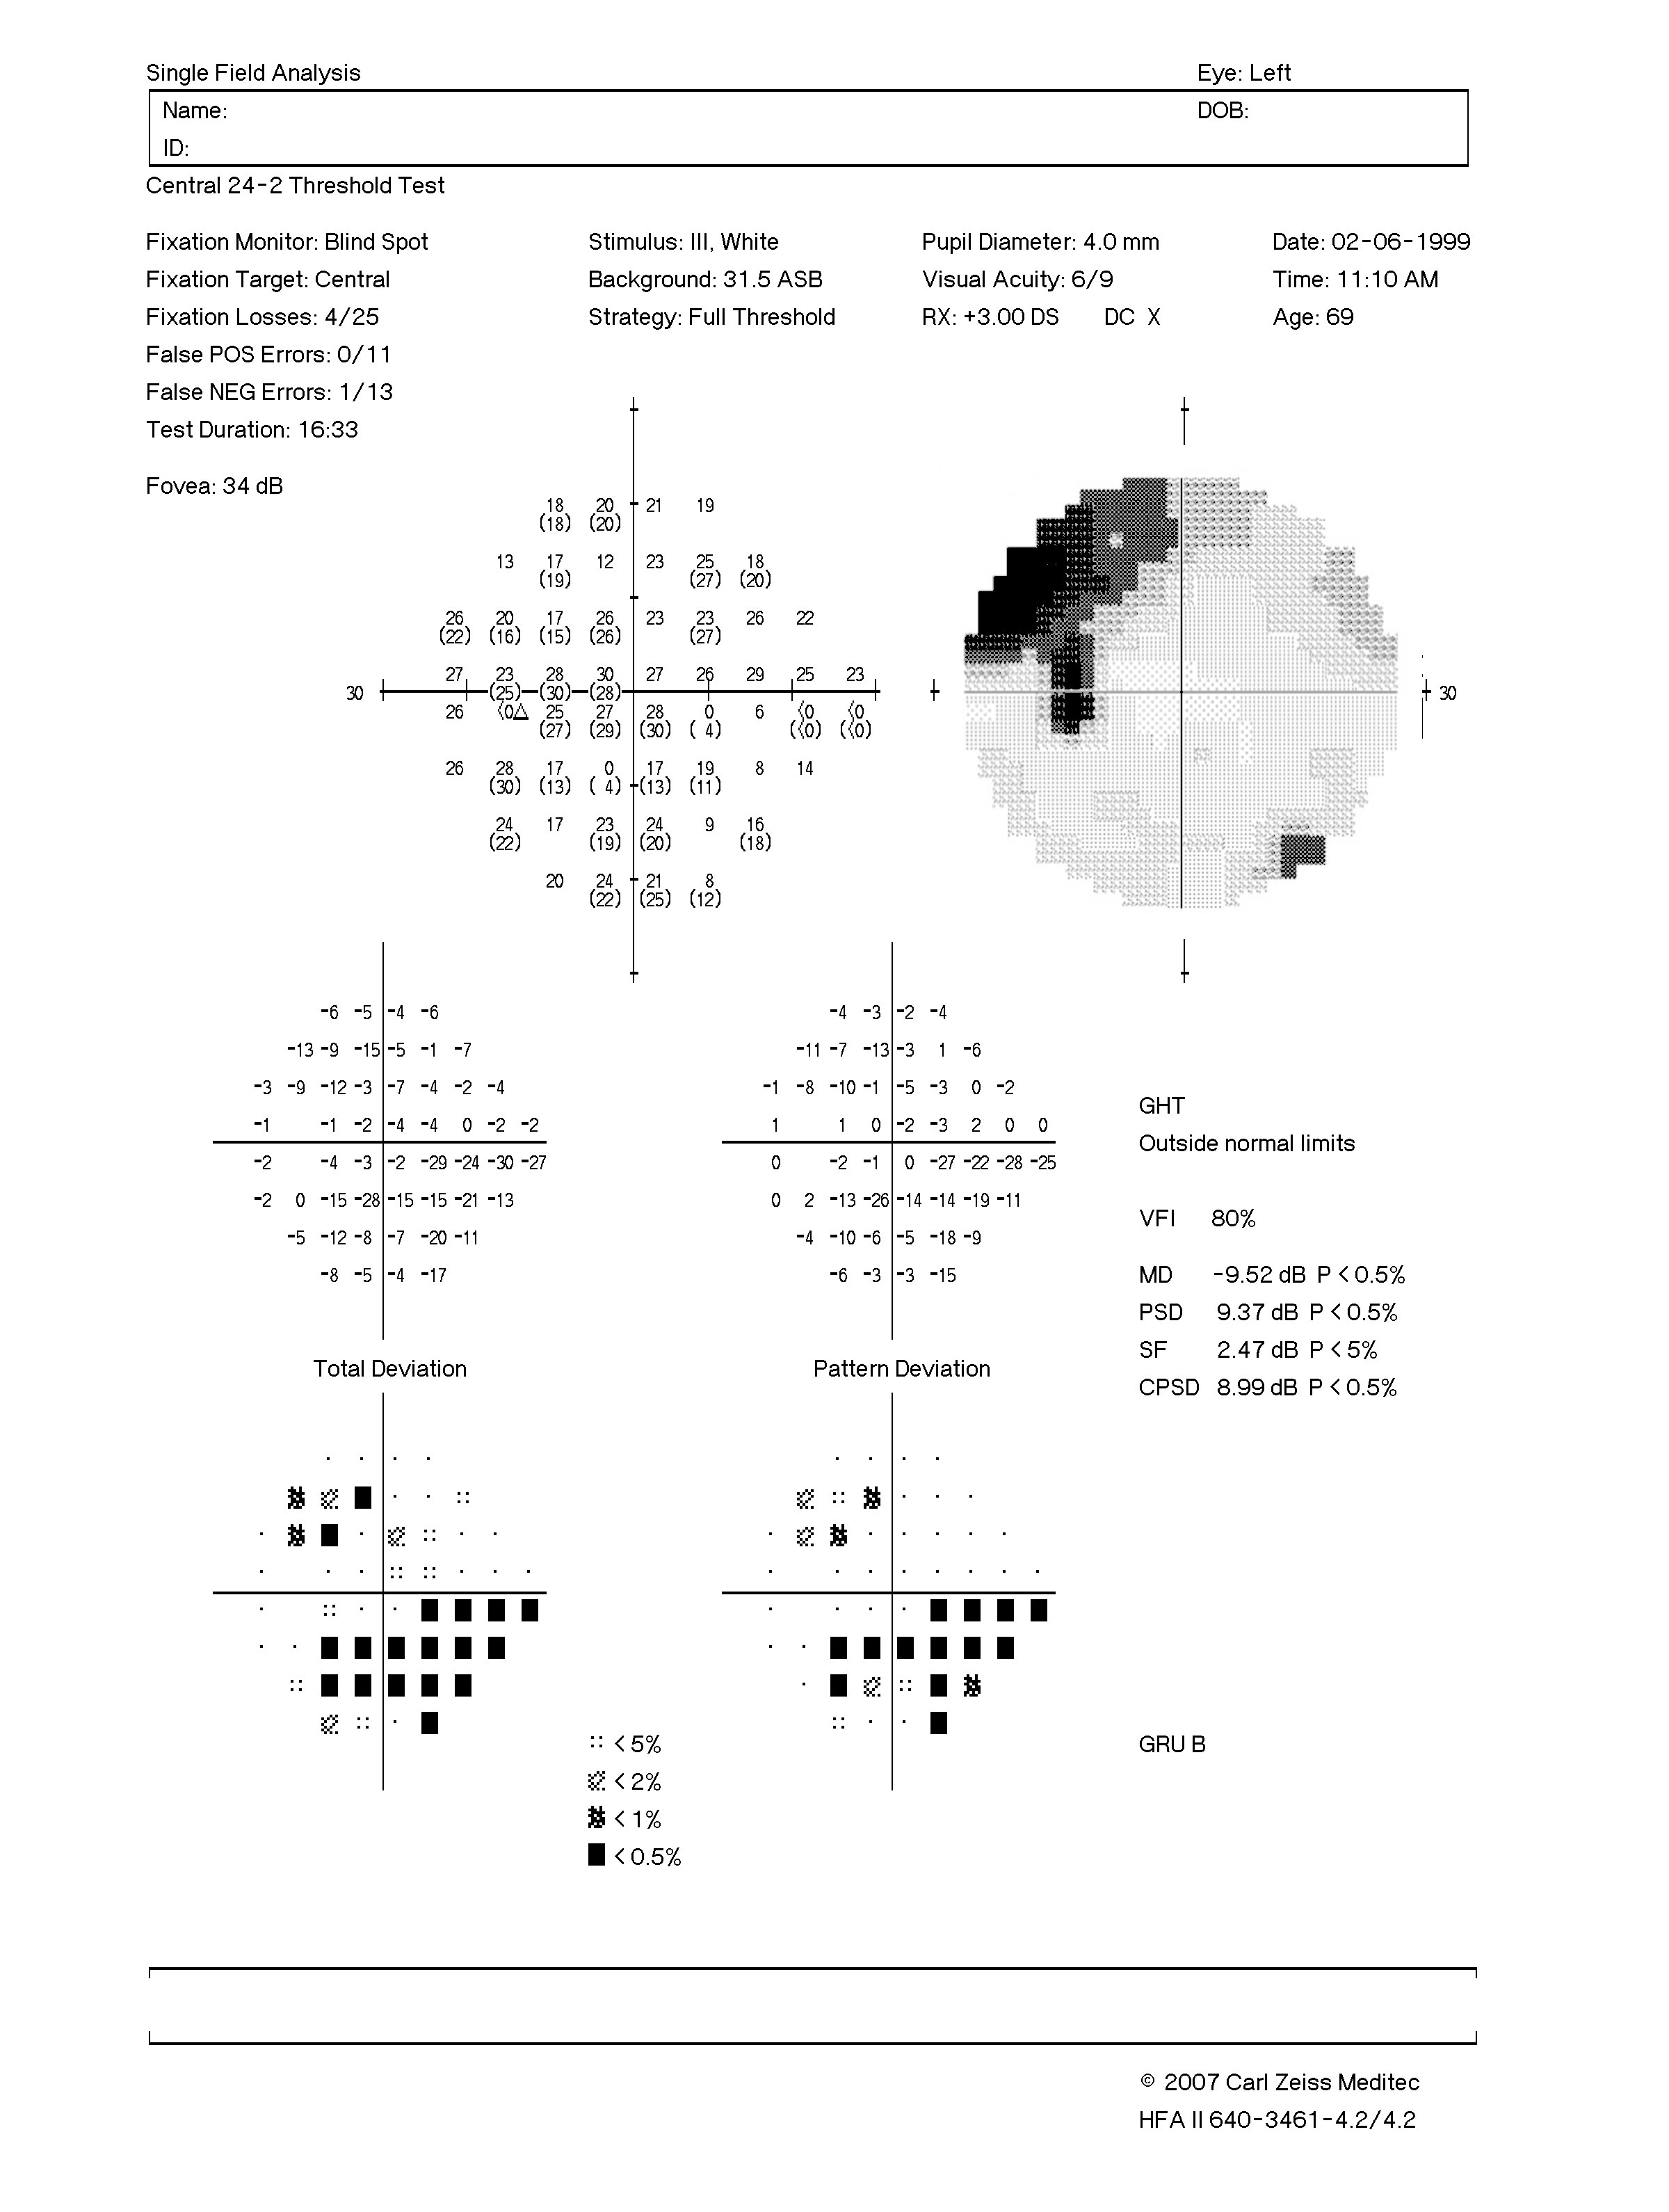 Single Field Analysis Eye: Left
Name: DOB:
ID:
Central 24-2 Threshold Test
Fixation Monitor: Blind Spot Stimulus: III, White Pupil Diameter: 4.0 mm Date: 02-06-1999
Fixation Target: Central Background: 31.5 ASB Visual Acuity: 6/9 Time: 11:10 AM
Fixation Losses: 4/25 Strategy: Full Threshold RX: +3.00 DS DC X Age: 69
False POS Errors: 0/11
False NEG Errors: 1/13
Test Duration: 16:33
Fovea: 34 dB
18 20 21 19
(18) (20)
13 17 12 23 25 18
(19) (27) (20)
26 20 17 26 23 23 26 22
(22) (16) (15) (26) (27)
27 23 28 30 27 26 29 25 23
30 (25) (30) (28) 30
26 <0 25 27 28 0 6 <0 <0
(27) (29) (30) ( 4) (<0) (<0)
26 28 17 0 17 19 8 14
(30) (13) ( 4) (13) (11)
24 17 23 24 9 16
(22) (19) (20) (18)
20 24 21 8
(22) (25) (12)
-6 -5 -4 -6 -4 -3 -2 -4
-13 -9 -15 -5 -1 -7 -11 -7 -13 -3 1 -6
-3 -9 -12 -3 -7 -4 -2 -4 -1 -8 -10 -1 -5 -3 0 -2
GHT
-1 -1 -2 -4 -4 0 -2 -2 1 1 0 -2 -3 2 0 0
Outside normal limits
-2 -4 -3 -2 -29 -24 -30 -27 0 -2 -1 0 -27 -22 -28 -25
-2 0 -15 -28 -15 -15 -21 -13 0 2 -13 -26 -14 -14 -19 -11
VFI 80%
-5 -12 -8 -7 -20 -11 -4 -10 -6 -5 -18 -9
-8 -5 -4 -17 -6 -3 -3 -15 MD -9.52 dB P < 0.5%
PSD 9.37 dB P < 0.5%
SF 2.47 dB P < 5%
Total Deviation Pattern Deviation
CPSD 8.99 dB P < 0.5%
< 5% GRU B
< 2%
< 1%
< 0.5%
© 2007 Carl Zeiss Meditec
HFA II 640-3461-4.2/4.2